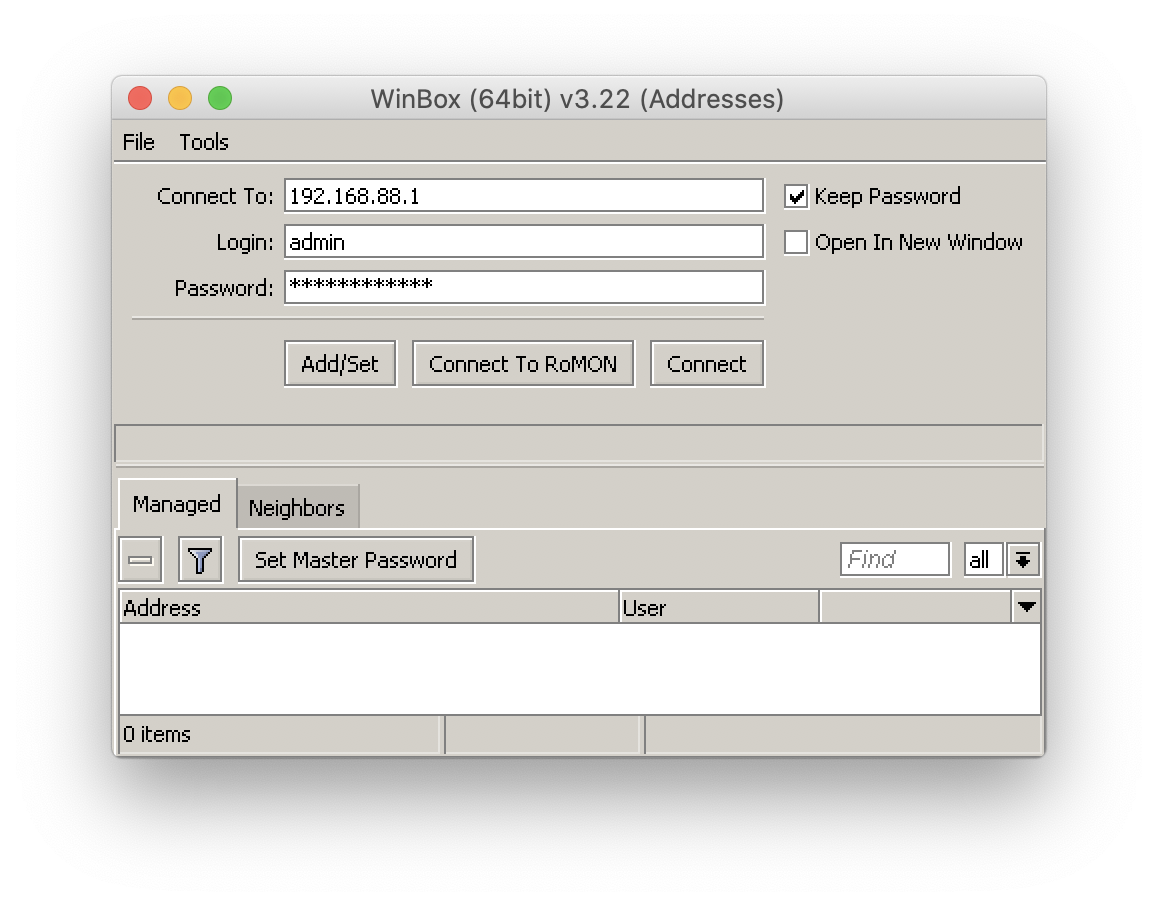 WinBox (64bit) v3.22 (Addresses)
File Tools
Connect To: 192.168.88.1 Keep Password
Login: admin Open In New Window
Password: ************
Add/Set Connect To RoMON Connect
Managed Neighbors
Set Master Password Find all
Address User
0 items